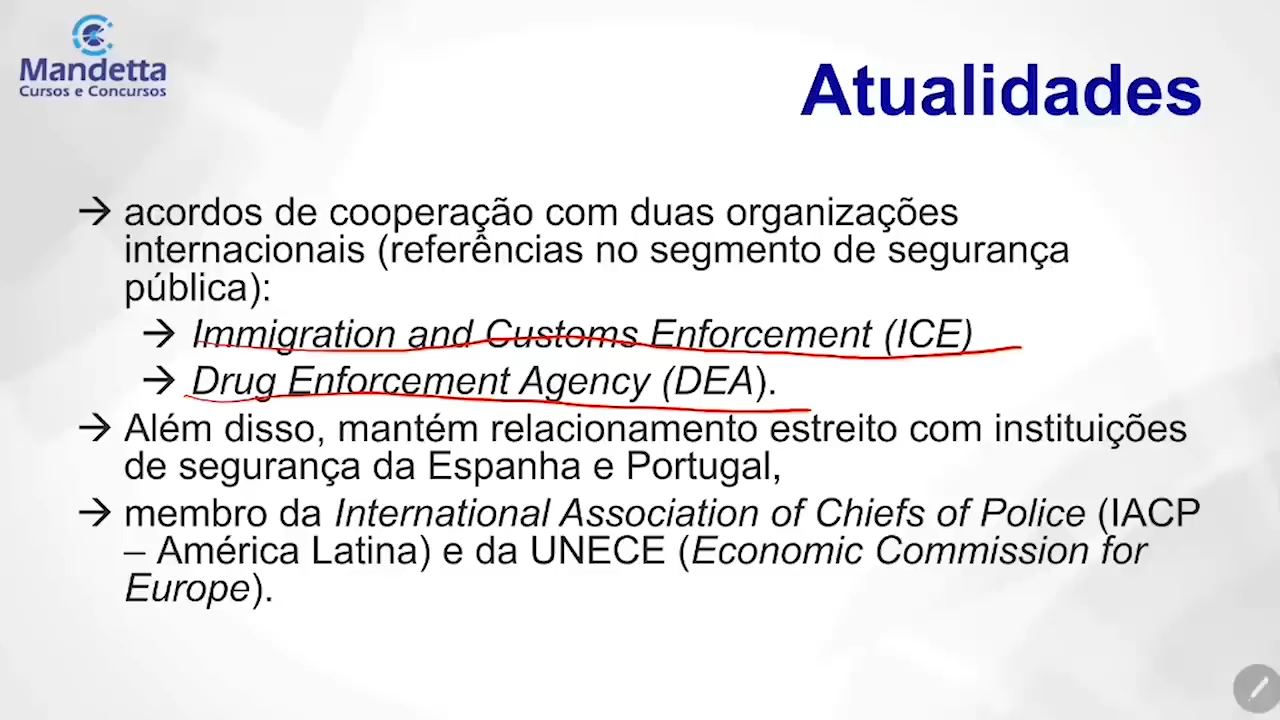 Mandetta
Cursos e Concursos
Atualidades
→ acordos de cooperação com duas organizações
internacionais (referências no segmento de segurança
pública):
→ Immigration and Customs Enforcement (ICE)
→ Drug Enforcement Agency (DEA).
→ Além disso, mantém relacionamento estreito com instituições
de segurança da Espanha e Portugal,
→ membro da International Association of Chiefs of Police (IACP
– América Latina) e da UNECE (Economic Commission for
Europe).